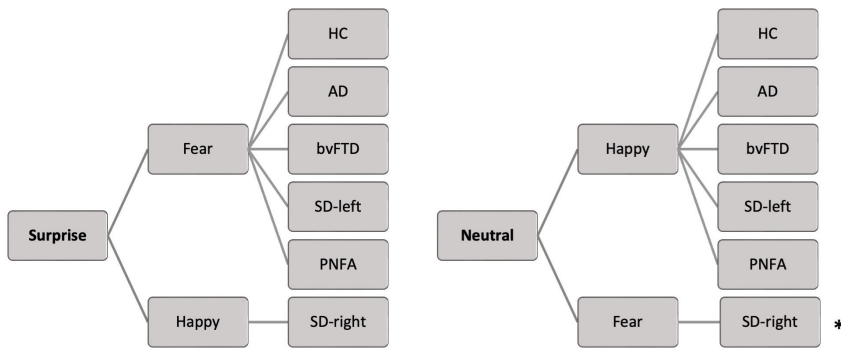 HC
AD
Fear
bvFTD
SD-left
Surprise
PNFA
Happy
SD-right
HC
AD
Happy
bvFTD
SD-left
Neutral
PNFA
Fear
SD-right *